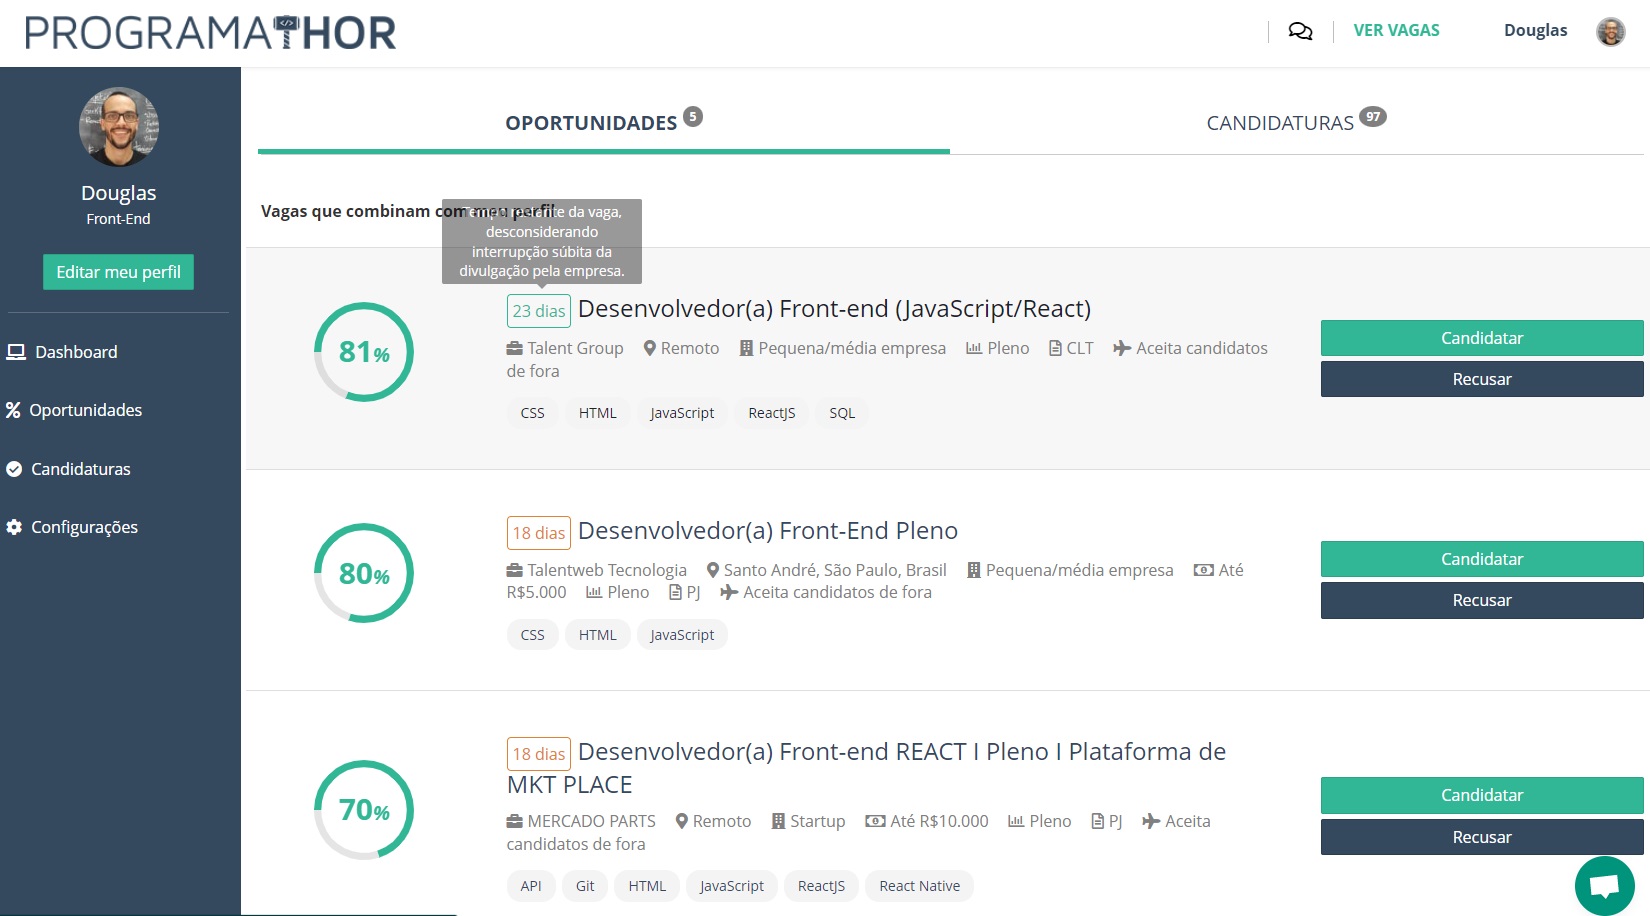 PROGRAMATHOR
VER VAGAS
Douglas
Douglas
Front-End
Editar meu perfil
Dashboard
Oportunidades
Candidaturas
Configurações
OPORTUNIDADES 5
CANDIDATURAS 97
Vagas que combinam com meu perfil
Tempo restante da vaga,
desconsiderando
interrupção súbita da
divulgação pela empresa.
81%
23 dias Desenvolvedor(a) Front-end (JavaScript/React)
Talent Group Remoto Pequena/média empresa Pleno CLT Aceita candidatos
de fora
CSS HTML JavaScript ReactJS SQL
Candidatar
Recusar
80%
18 dias Desenvolvedor(a) Front-End Pleno
Talentweb Tecnologia Santo André, São Paulo, Brasil Pequena/média empresa Até
R$5.000 Pleno PJ Aceita candidatos de fora
CSS HTML JavaScript
Candidatar
Recusar
70%
18 dias Desenvolvedor(a) Front-end REACT I Pleno I Plataforma de
MKT PLACE
MERCADO PARTS Remoto Startup Até R$10.000 Pleno PJ Aceita
candidatos de fora
API Git HTML JavaScript ReactJS React Native
Candidatar
Recusar